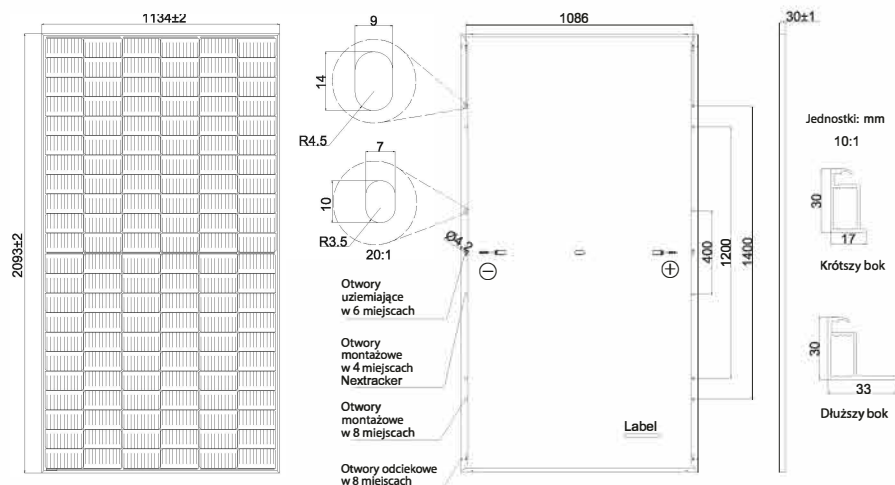 1134±2
2093±2
9
14
R4.5
7
10
R3.5
20:1
Ø4.2
Otwory
uziemiające
w 6 miejscach
Otwory
montażowe
w 4 miejscach
Nextracker
Otwory
montażowe
w 8 miejscach
Otwory odciekowe
w 8 miejscach
1086
400
1200
1400
Label
30±1
Jednostki: mm
10:1
30
17
Krótszy bok
30
33
Dłuższy bok